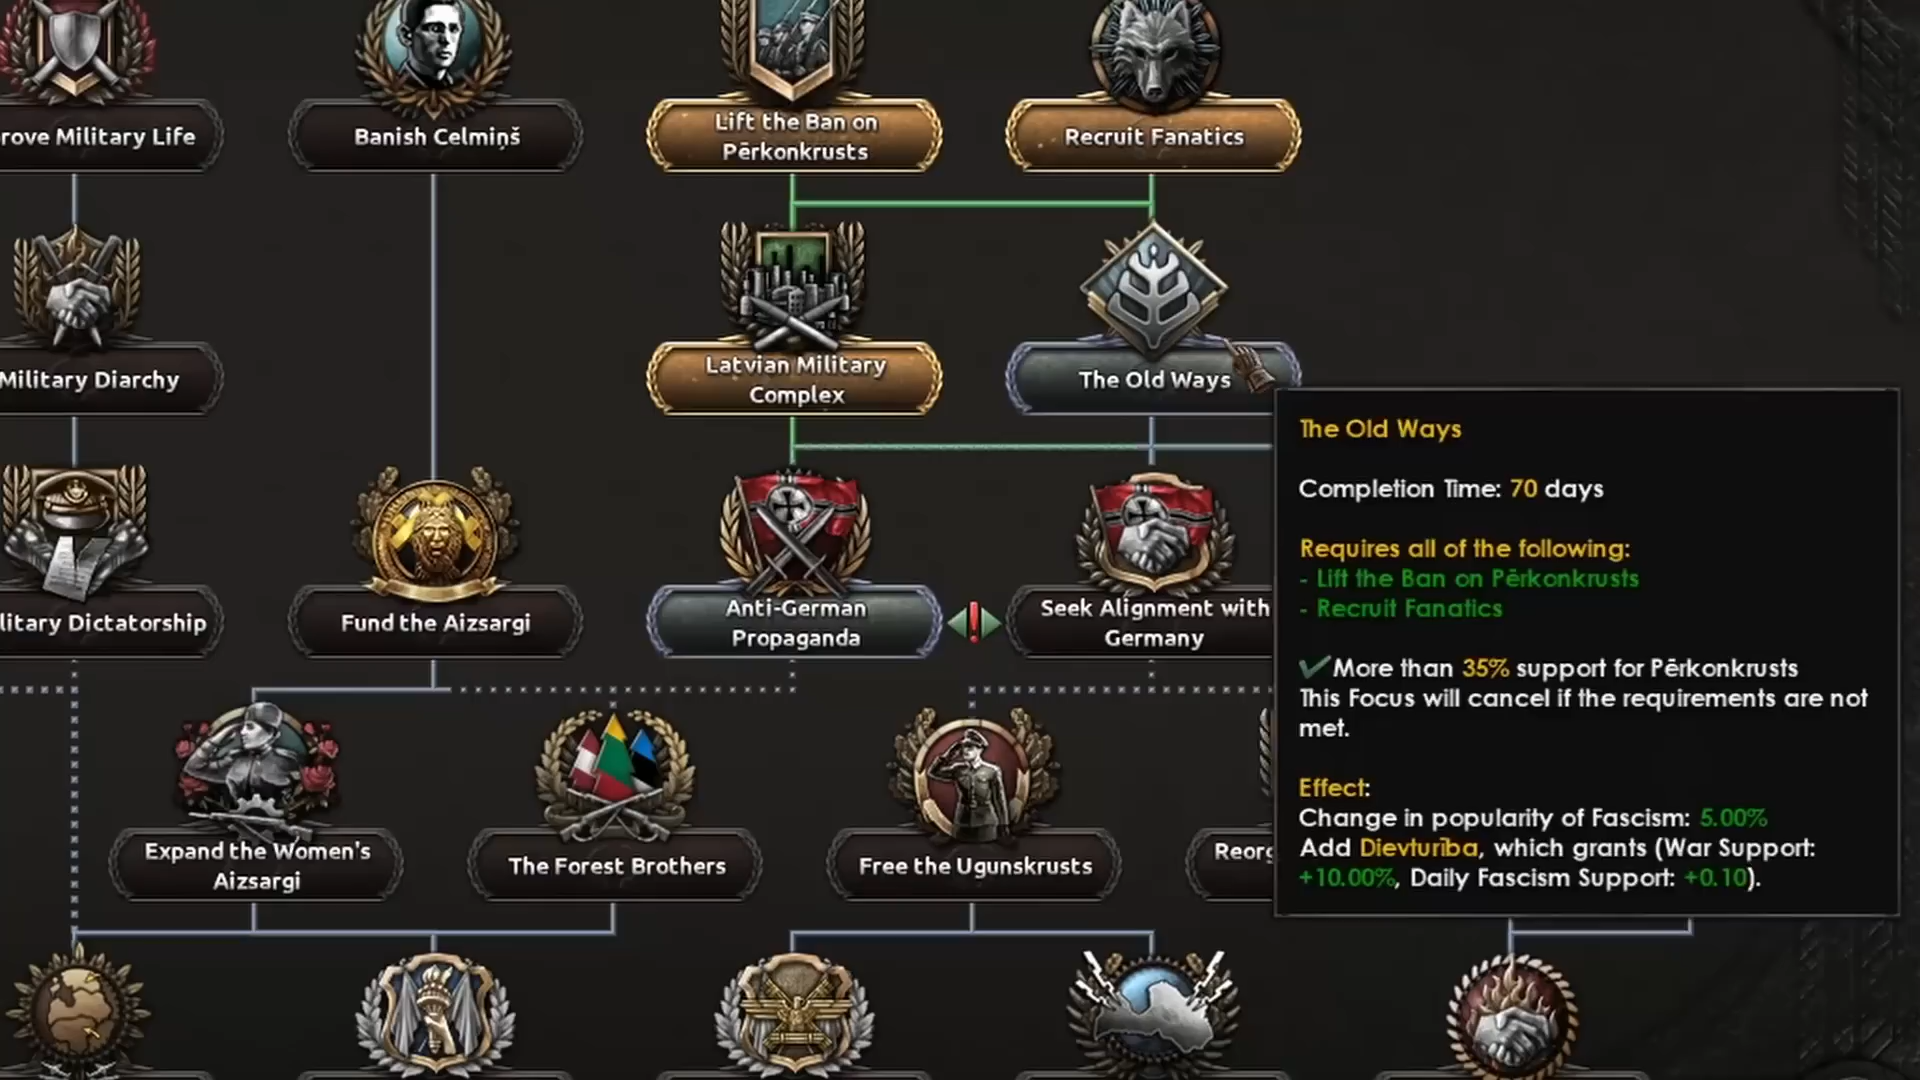 rove Military Life
Banish Celmiņš
Lift the Ban on
Pērkonkrusts
Recruit Fanatics
Military Diarchy
Latvian Military
Complex
The Old Ways
litary Dictatorship
Fund the Aizsargi
Anti-German
Propaganda
Seek Alignment with
Germany
Expand the Women's
Aizsargi
The Forest Brothers
Free the Ugunskrusts
Reorg
The Old Ways
Completion Time: 70 days
Requires all of the following:
- Lift the Ban on Pērkonkrusts
- Recruit Fanatics
More than 35% support for Pērkonkrusts
This Focus will cancel if the requirements are not
met.
Effect:
Change in popularity of Fascism: 5.00%
Add Dievturība, which grants (War Support:
+10.00%, Daily Fascism Support: +0.10).